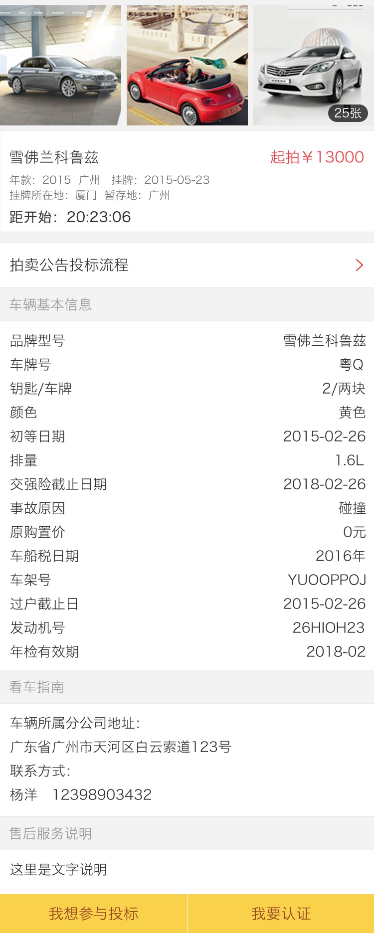 25张
雪佛兰科鲁兹 起拍￥13000
年款：2015 广州 挂牌：2015-05-23
挂牌所在地：厦门 暂存地：广州
距开始：20:23:06
拍卖公告投标流程
车辆基本信息
品牌型号 雪佛兰科鲁兹
车牌号 粤Q
钥匙/车牌 2/两块
颜色 黄色
初等日期 2015-02-26
排量 1.6L
交强险截止日期 2018-02-26
事故原因 碰撞
原购置价 0元
车船税日期 2016年
车架号 YUOOPPOJ
过户截止日 2015-02-26
发动机号 26HIOH23
年检有效期 2018-02
看车指南
车辆所属分公司地址：
广东省广州市天河区白云索道123号
联系方式：
杨洋 12398903432
售后服务说明
这里是文字说明
我想参与投标 我要认证